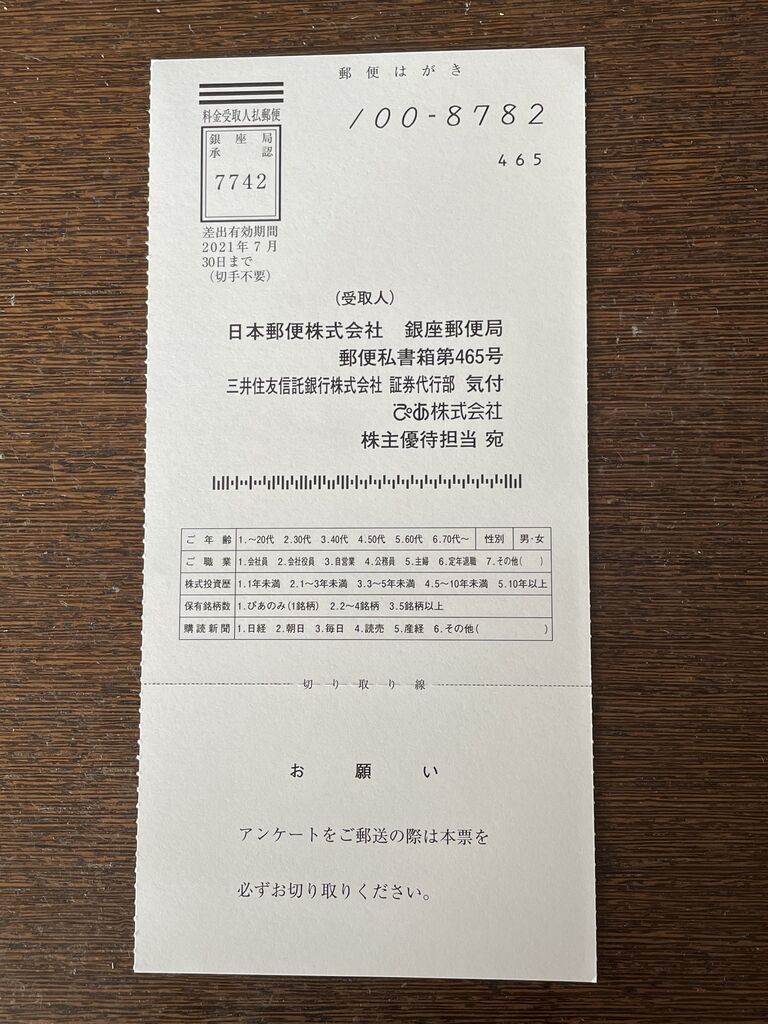 郵便はがき
料金受取人払郵便
銀座局
承認
7742
差出有効期間
2021年7月
30日まで
(切手不要)
100-8782
465
(受取人)
日本郵便株式会社 銀座郵便局
郵便私書箱第465号
三井住友信託銀行株式会社 証券代行部 気付
ぴあ株式会社
株主優待担当 宛
ご年齢 1.〜20代 2.30代 3.40代 4.50代 5.60代 6.70代〜 性別 男・女
ご職業 1.会社員 2.会社役員 3.自営業 4.公務員 5.主婦 6.定年退職 7.その他( )
株式投資歴 1.1年未満 2.1〜3年未満 3.3〜5年未満 4.5〜10年未満 5.10年以上
保有銘柄数 1.ぴあのみ(1銘柄) 2.2〜4銘柄 3.5銘柄以上
購読新聞 1.日経 2.朝日 3.毎日 4.読売 5.産経 6.その他( )
切り取り線
お願い
アンケートをご郵送の際は本票を
必ずお切り取りください。